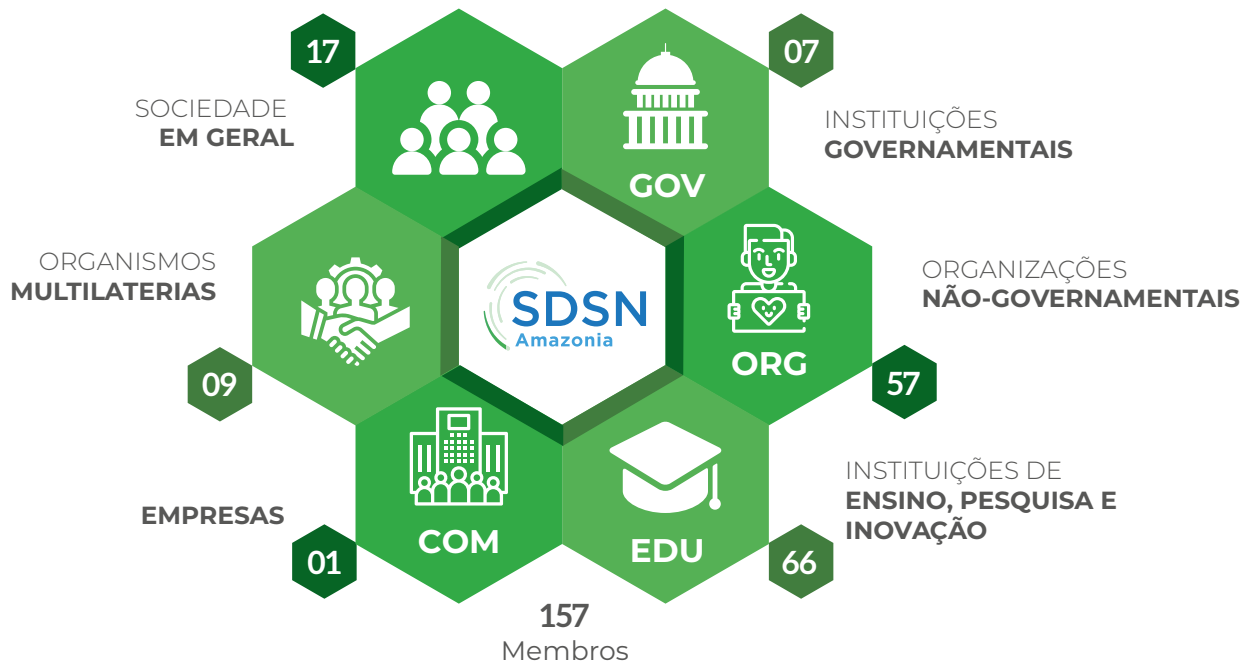 17
SOCIEDADE
EM GERAL
07
INSTITUIÇÕES
GOVERNAMENTAIS
GOV
ORGANISMOS
MULTILATERIAS
09
SDSN
Amazonia
ORGANIZAÇÕES
NÃO-GOVERNAMENTAIS
ORG
57
EMPRESAS
01
COM
EDU
INSTITUIÇÕES DE
ENSINO, PESQUISA E
INOVAÇÃO
66
157
Membros